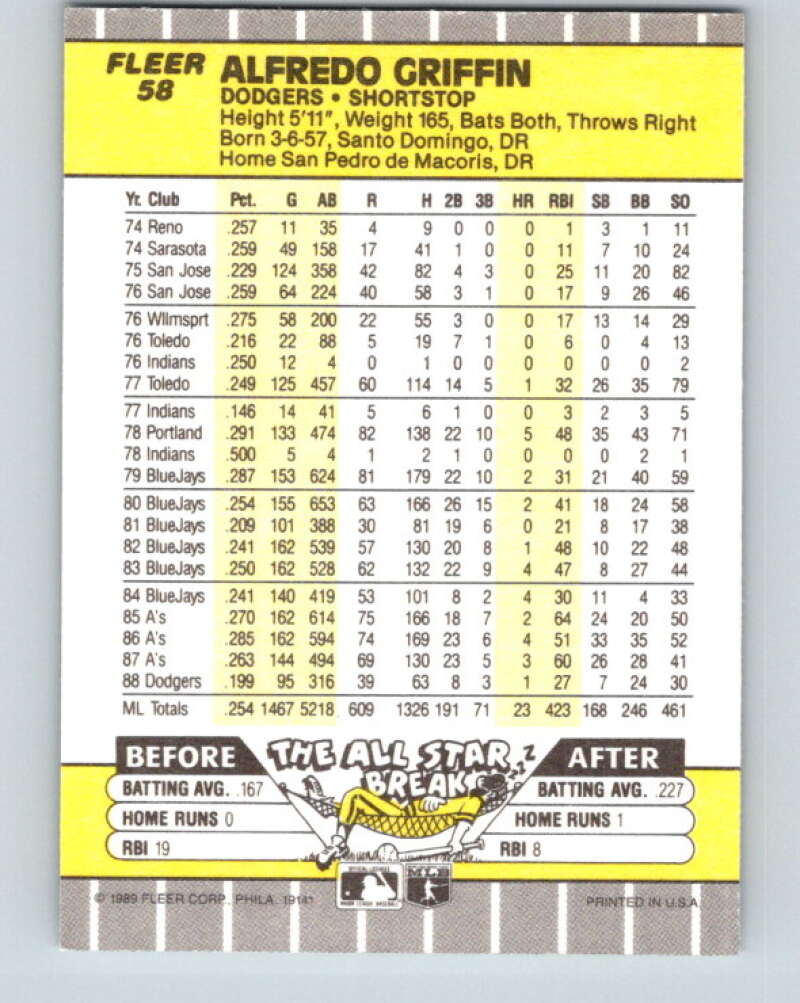 FLEER ALFREDO GRIFFIN
58 DODGERS • SHORTSTOP
Height 5'11", Weight 165, Bats Both, Throws Right
Born 3-6-57, Santo Domingo, DR
Home San Pedro de Macoris, DR
Yr. Club Pct. G AB R H 2B 3B HR RBI SB BB SO
74 Reno .257 11 35 4 9 0 0 0 1 3 1 11
74 Sarasota .259 49 158 17 41 1 0 0 11 7 10 24
75 San Jose .229 124 358 42 82 4 3 0 25 11 20 82
76 San Jose .259 64 224 40 58 3 1 0 17 9 26 46
76 Wllmsprt .275 58 200 22 55 3 0 0 17 13 14 29
76 Toledo .216 22 88 5 19 7 1 0 6 0 4 13
76 Indians .250 12 4 0 1 0 0 0 0 0 0 2
77 Toledo .249 125 457 60 114 14 5 1 32 26 35 79
77 Indians .146 14 41 5 6 1 0 0 3 2 3 5
78 Portland .291 133 474 82 138 22 10 5 48 35 43 71
78 Indians .500 5 4 1 2 1 0 0 0 0 2 1
79 BlueJays .287 153 624 81 179 22 10 2 31 21 40 59
80 BlueJays .254 155 653 63 166 26 15 2 41 18 24 58
81 BlueJays .209 101 388 30 81 19 6 0 21 8 17 38
82 BlueJays .241 162 539 57 130 20 8 1 48 10 22 48
83 BlueJays .250 162 528 62 132 22 9 4 47 8 27 44
84 BlueJays .241 140 419 53 101 8 2 4 30 11 4 33
85 A's .270 162 614 75 166 18 7 2 64 24 20 50
86 A's .285 162 594 74 169 23 6 4 51 33 35 52
87 A's .263 144 494 69 130 23 5 3 60 26 28 41
88 Dodgers .199 95 316 39 63 8 3 1 27 7 24 30
ML Totals .254 1467 5218 609 1326 191 71 23 423 168 246 461
BEFORE THE ALL STAR BREAK AFTER
BATTING AVG. .167 BATTING AVG. .227
HOME RUNS 0 HOME RUNS 1
RBI 19 RBI 8
MLB
© 1989 FLEER CORP., PHILA. PRINTED IN U.S.A.